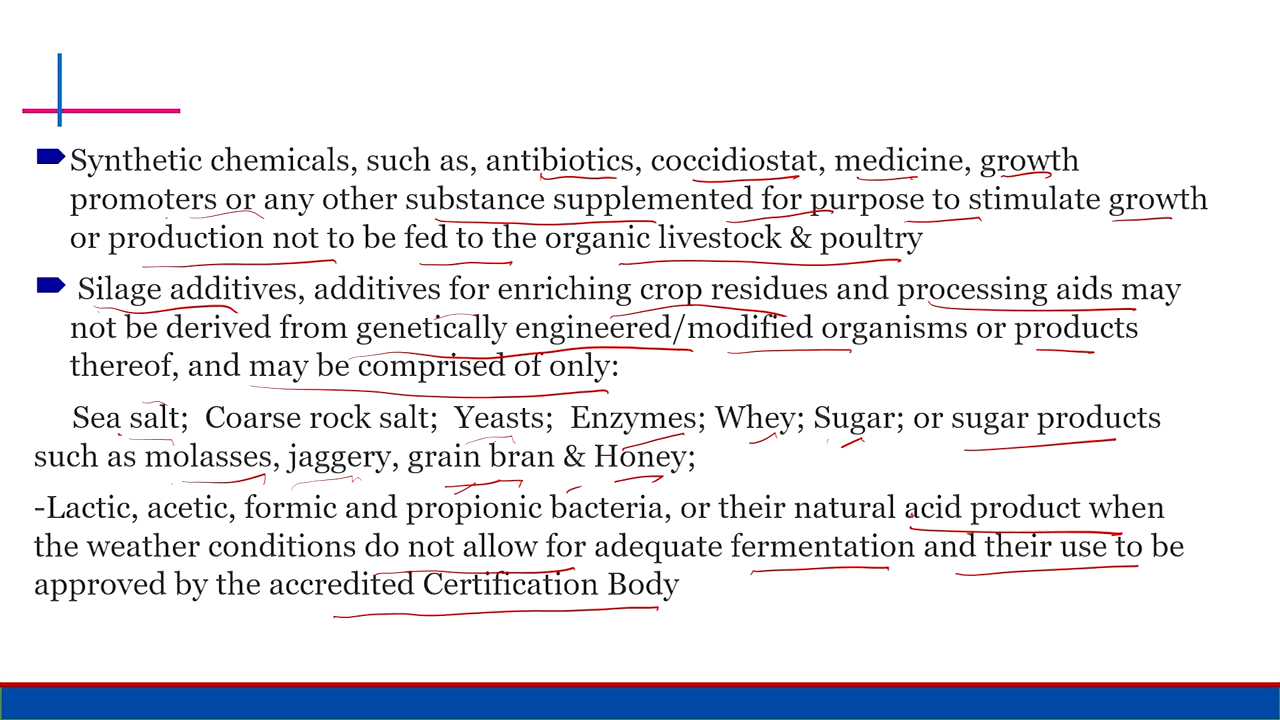 Synthetic chemicals, such as, antibiotics, coccidiostat, medicine, growth
promoters or any other substance supplemented for purpose to stimulate growth
or production not to be fed to the organic livestock & poultry
Silage additives, additives for enriching crop residues and processing aids may
not be derived from genetically engineered/modified organisms or products
thereof, and may be comprised of only:
Sea salt; Coarse rock salt; Yeasts; Enzymes; Whey; Sugar; or sugar products
such as molasses, jaggery, grain bran & Honey;
-Lactic, acetic, formic and propionic bacteria, or their natural acid product when
the weather conditions do not allow for adequate fermentation and their use to be
approved by the accredited Certification Body